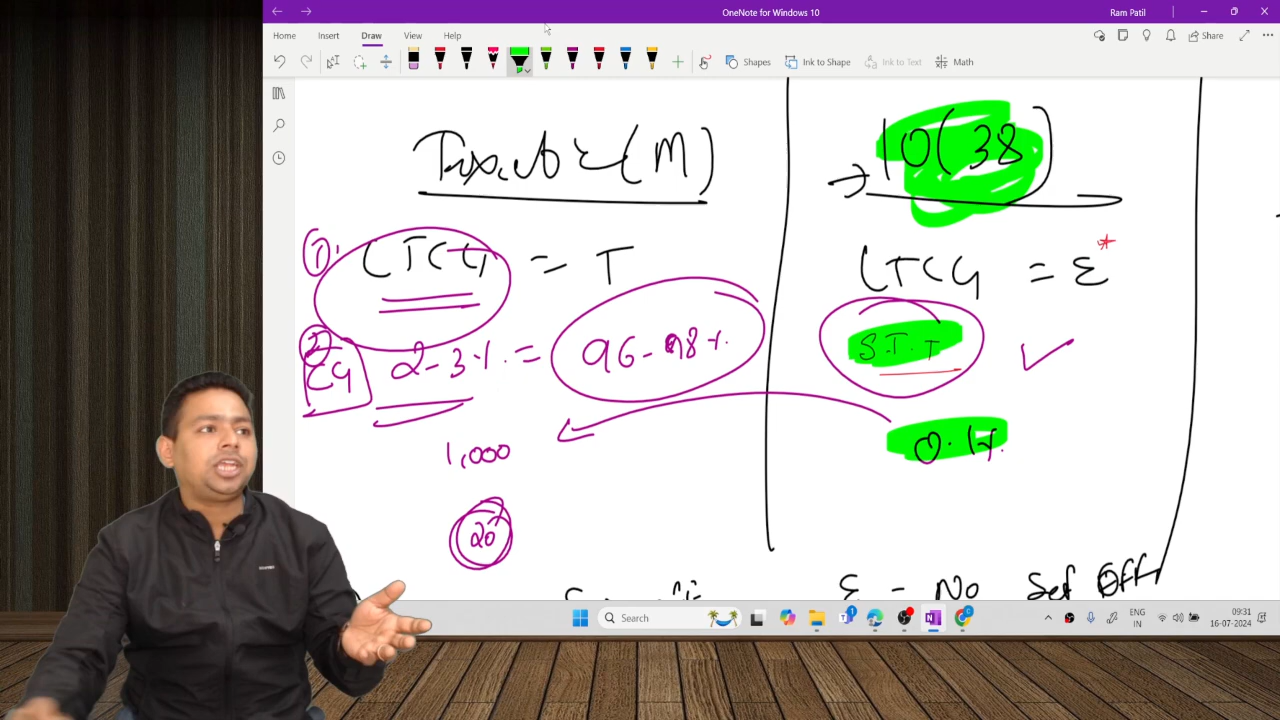 OneNote for Windows 10
Ram Patil
Home Insert Draw View Help
Share
Shapes
Ink to Shape
Ink to Text
Math
(M)
10(38)
1. LTCG = T
2 2-3%. = 96-98%.
1,000
20
LTCG = E*
S.T.T ✓
0.1%.
E - No Set Off
Search
1
ENG
IN
09:31
16-07-2024